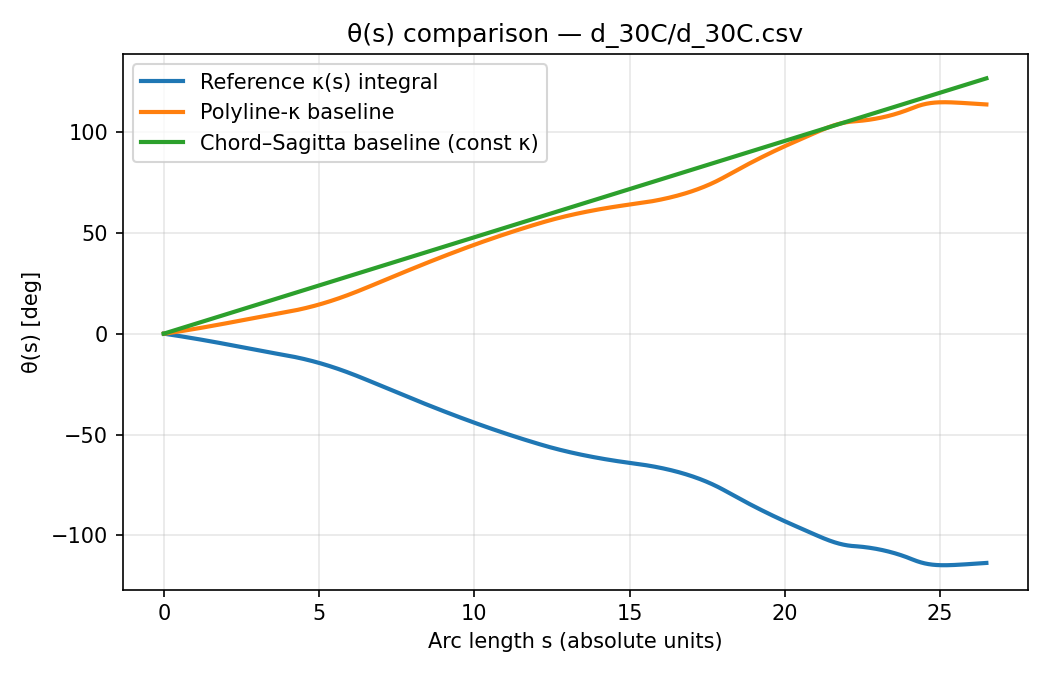 θ(s) comparison — d_30C/d_30C.csv
Reference κ(s) integral
Polyline-κ baseline
Chord–Sagitta baseline (const κ)
θ(s) [deg]
100
50
0
−50
−100
0 5 10 15 20 25
Arc length s (absolute units)